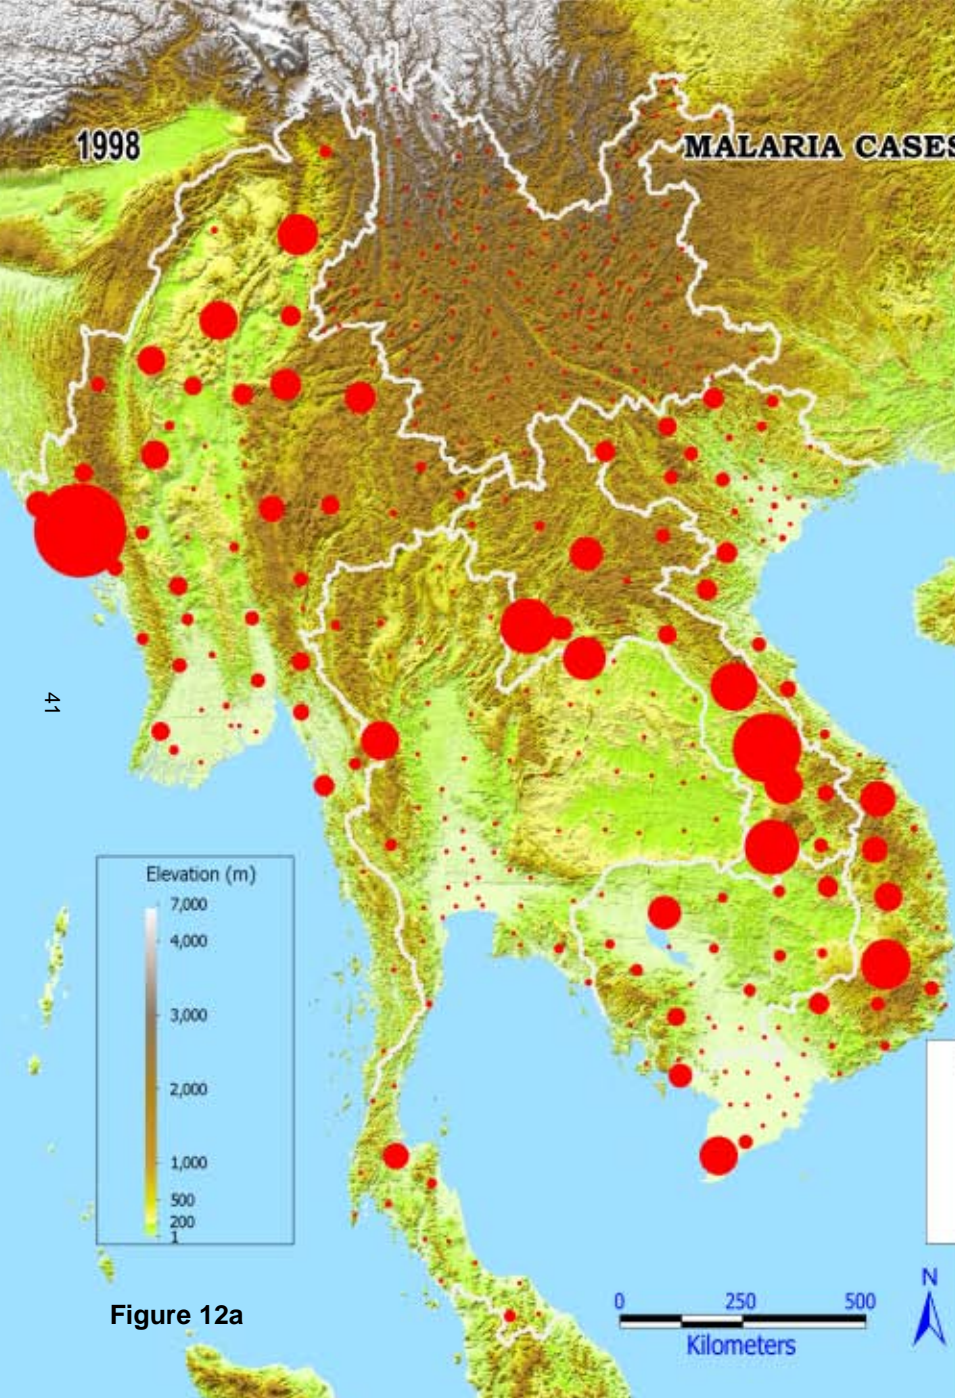 1998
MALARIA CASES
41
Elevation (m)
7,000
4,000
3,000
2,000
1,000
500
200
1
Figure 12a
0 250 500
Kilometers
N